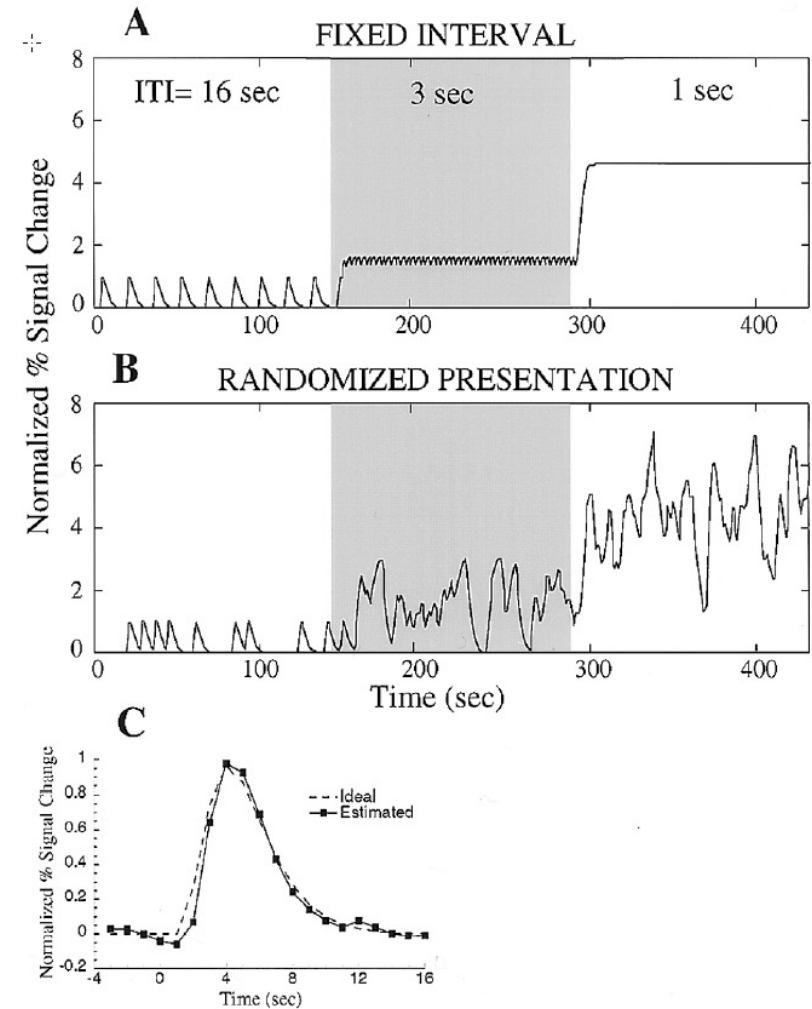 A
FIXED INTERVAL
ITI= 16 sec
3 sec
1 sec
8
6
4
2
0
0
100
200
300
400
Normalized % Signal Change
B
RANDOMIZED PRESENTATION
8
6
4
2
0
0
100
200
300
400
Time (sec)
C
Normalized % Signal Change
1
0.8
0.6
0.4
0.2
0
-0.2
Ideal
Estimated
-4
0
4
8
12
16
Time (sec)